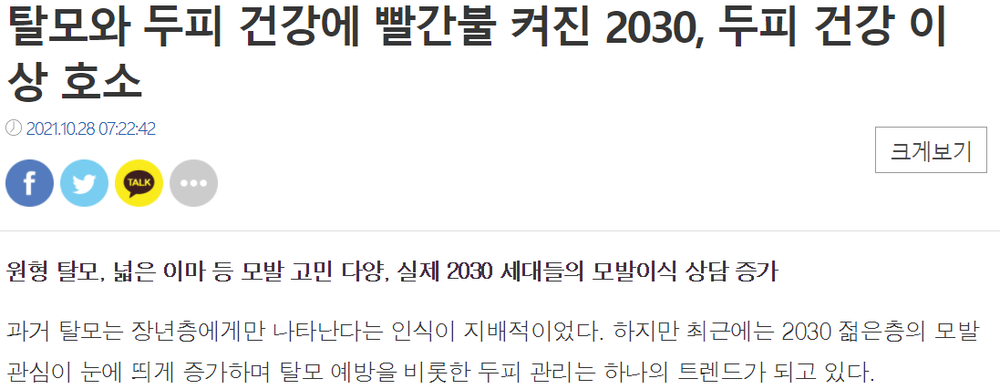 탈모와 두피 건강에 빨간불 켜진 2030, 두피 건강 이
상 호소
2021.10.28 07:22:42
크게보기
TALK
원형 탈모, 넓은 이마 등 모발 고민 다양, 실제 2030 세대들의 모발이식 상담 증가
과거 탈모는 장년층에게만 나타난다는 인식이 지배적이었다. 하지만 최근에는 2030 젊은층의 모발
관심이 눈에 띄게 증가하며 탈모 예방을 비롯한 두피 관리는 하나의 트렌드가 되고 있다.